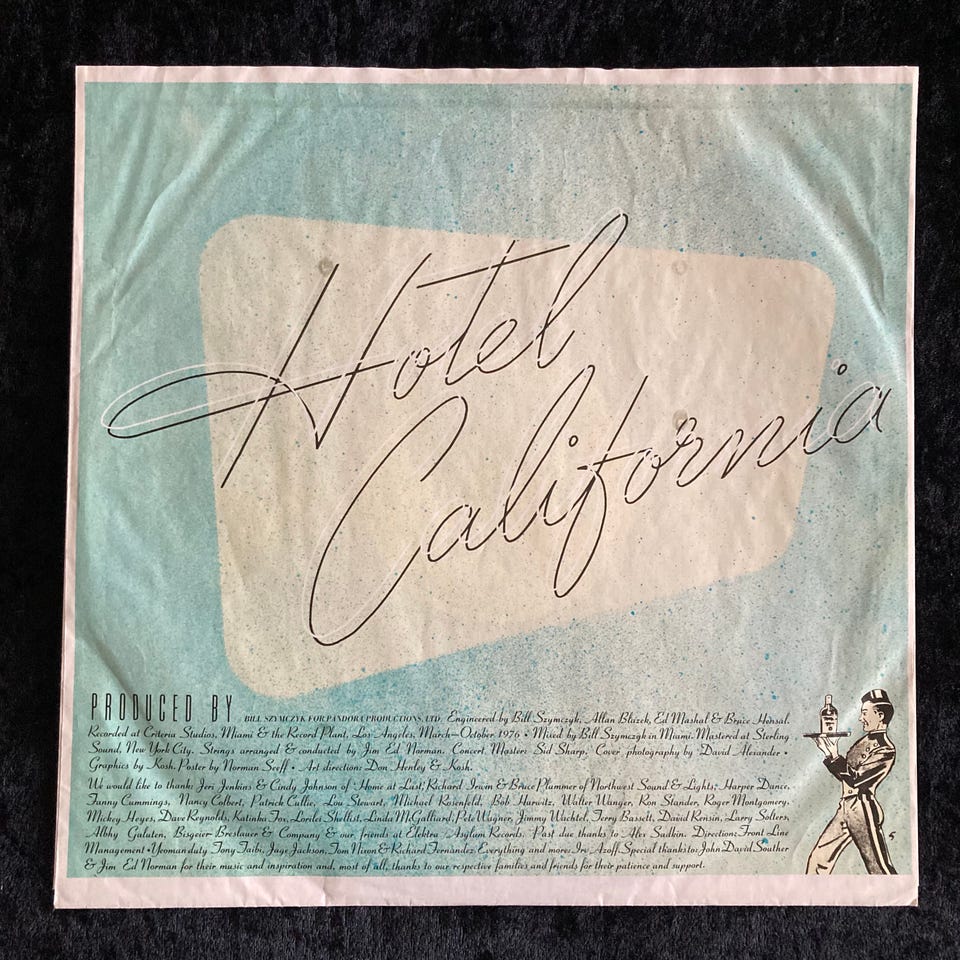 Hotel
California
PRODUCED BY BILL SZYMCZYK FOR PANDORA PRODUCTIONS, LTD. Engineered by Bill Szymczyk, Allan Blazek, Ed Mashal & Bruce Hensal.
Recorded at Criteria Studios, Miami & the Record Plant, Los Angeles, March—October 1976 • Mixed by Bill Szymczyk in Miami. Mastered at Sterling
Sound, New York City. Strings arranged & conducted by Jim Ed Norman. Concert Master: Sid Sharp. Cover photography by David Alexander •
Graphics by Kosh. Poster by Norman Seeff • Art direction: Don Henley & Kosh.
We would like to thank: Jeri Jenkins & Cindy Johnson of Home at Last, Richard Irwin & Bruce Plummer of Northwest Sound & Lights, Harper Dance,
Fanny Cummings, Nancy Colbert, Patrick Cullie, Lou Stewart, Michael Rosenfeld, Bob Hurwitz, Walter Wanger, Ron Stander, Roger Montgomery,
Mickey Heyes, Dave Reynolds, Katinka Fox, Lorelei Shellist, Linda McGalliard, Pete Wagner, Jimmy Wachtel, Terry Bassett, David Rensin, Larry Solters,
Albhy Galuten, Bisgeier Breslauer & Company & our friends at Elektra/Asylum Records. Past due thanks to Alex Sadkin. Direction: Front Line
Management • Yeoman duty Tony Taibi, Jage Jackson, Tom Nixon & Richard Fernandez Everything and more: Irv Azoff. Special thanks to: John David Souther
& Jim Ed Norman for their music and inspiration and, most of all, thanks to our respective families and friends for their patience and support.